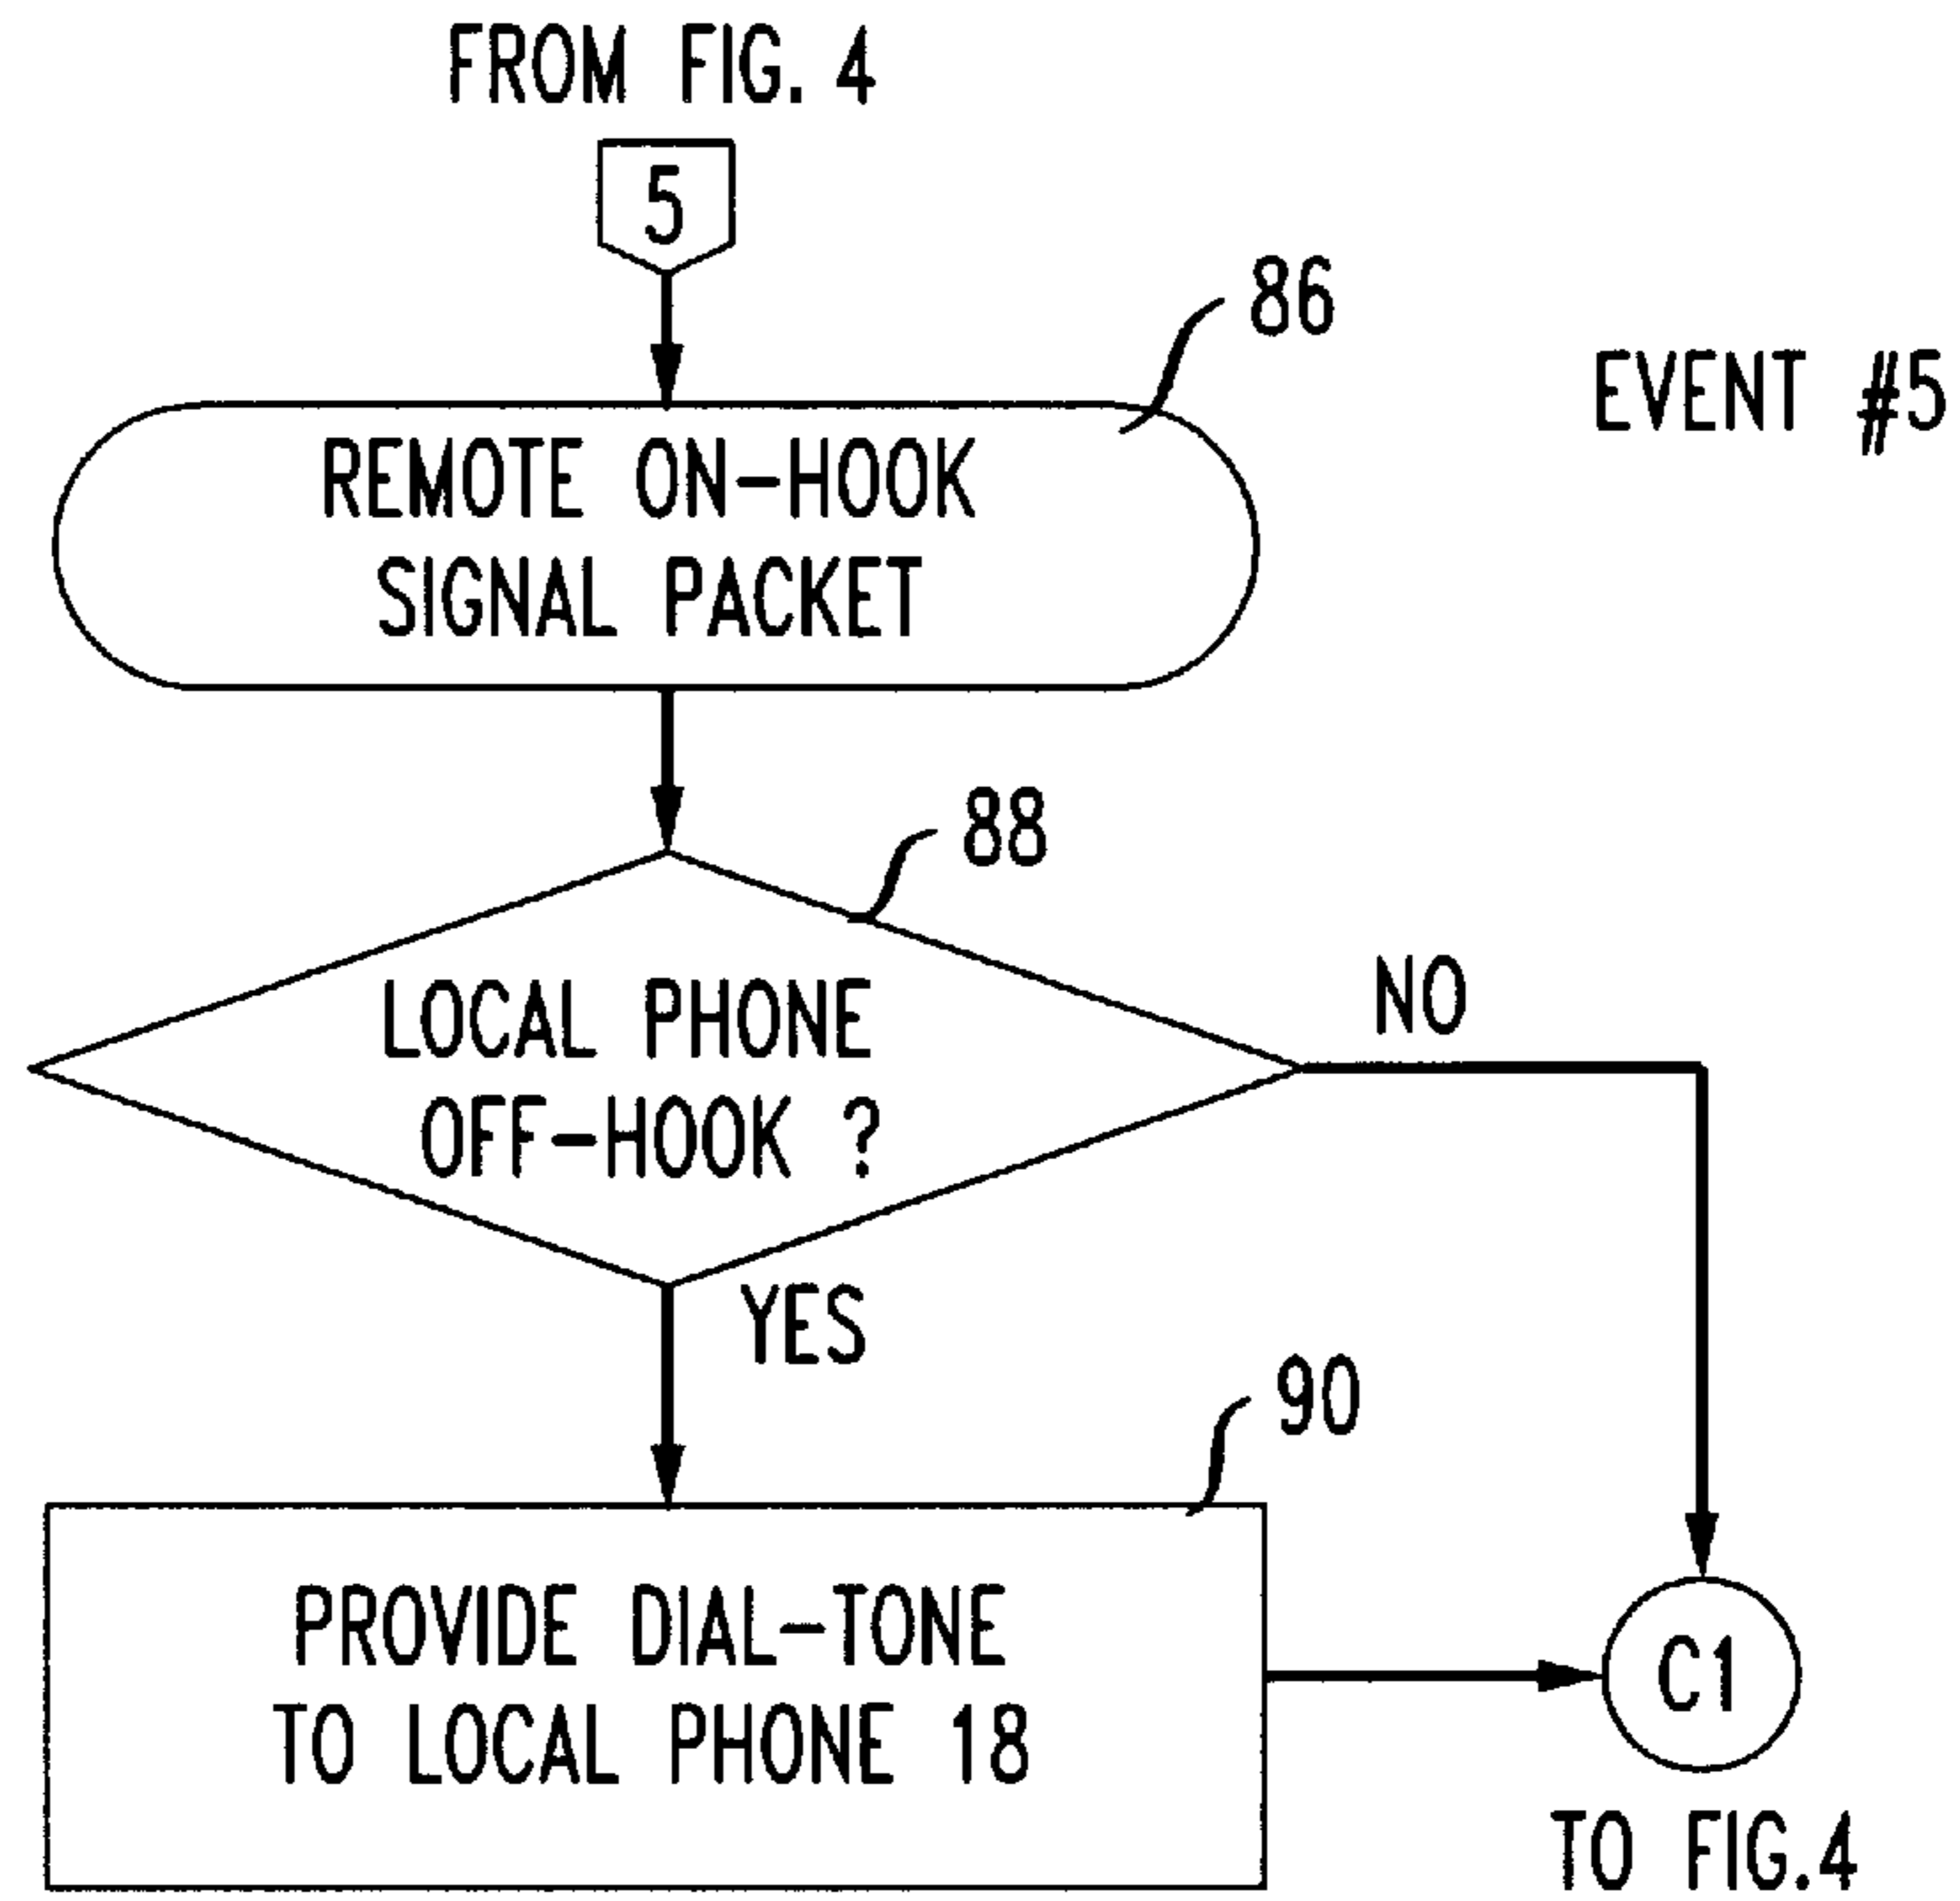 FROM FIG. 4
5
86
EVENT #5
REMOTE ON-HOOK
SIGNAL PACKET
88
LOCAL PHONE
OFF-HOOK ?
NO
YES
90
PROVIDE DIAL-TONE
TO LOCAL PHONE 18
C1
TO FIG.4